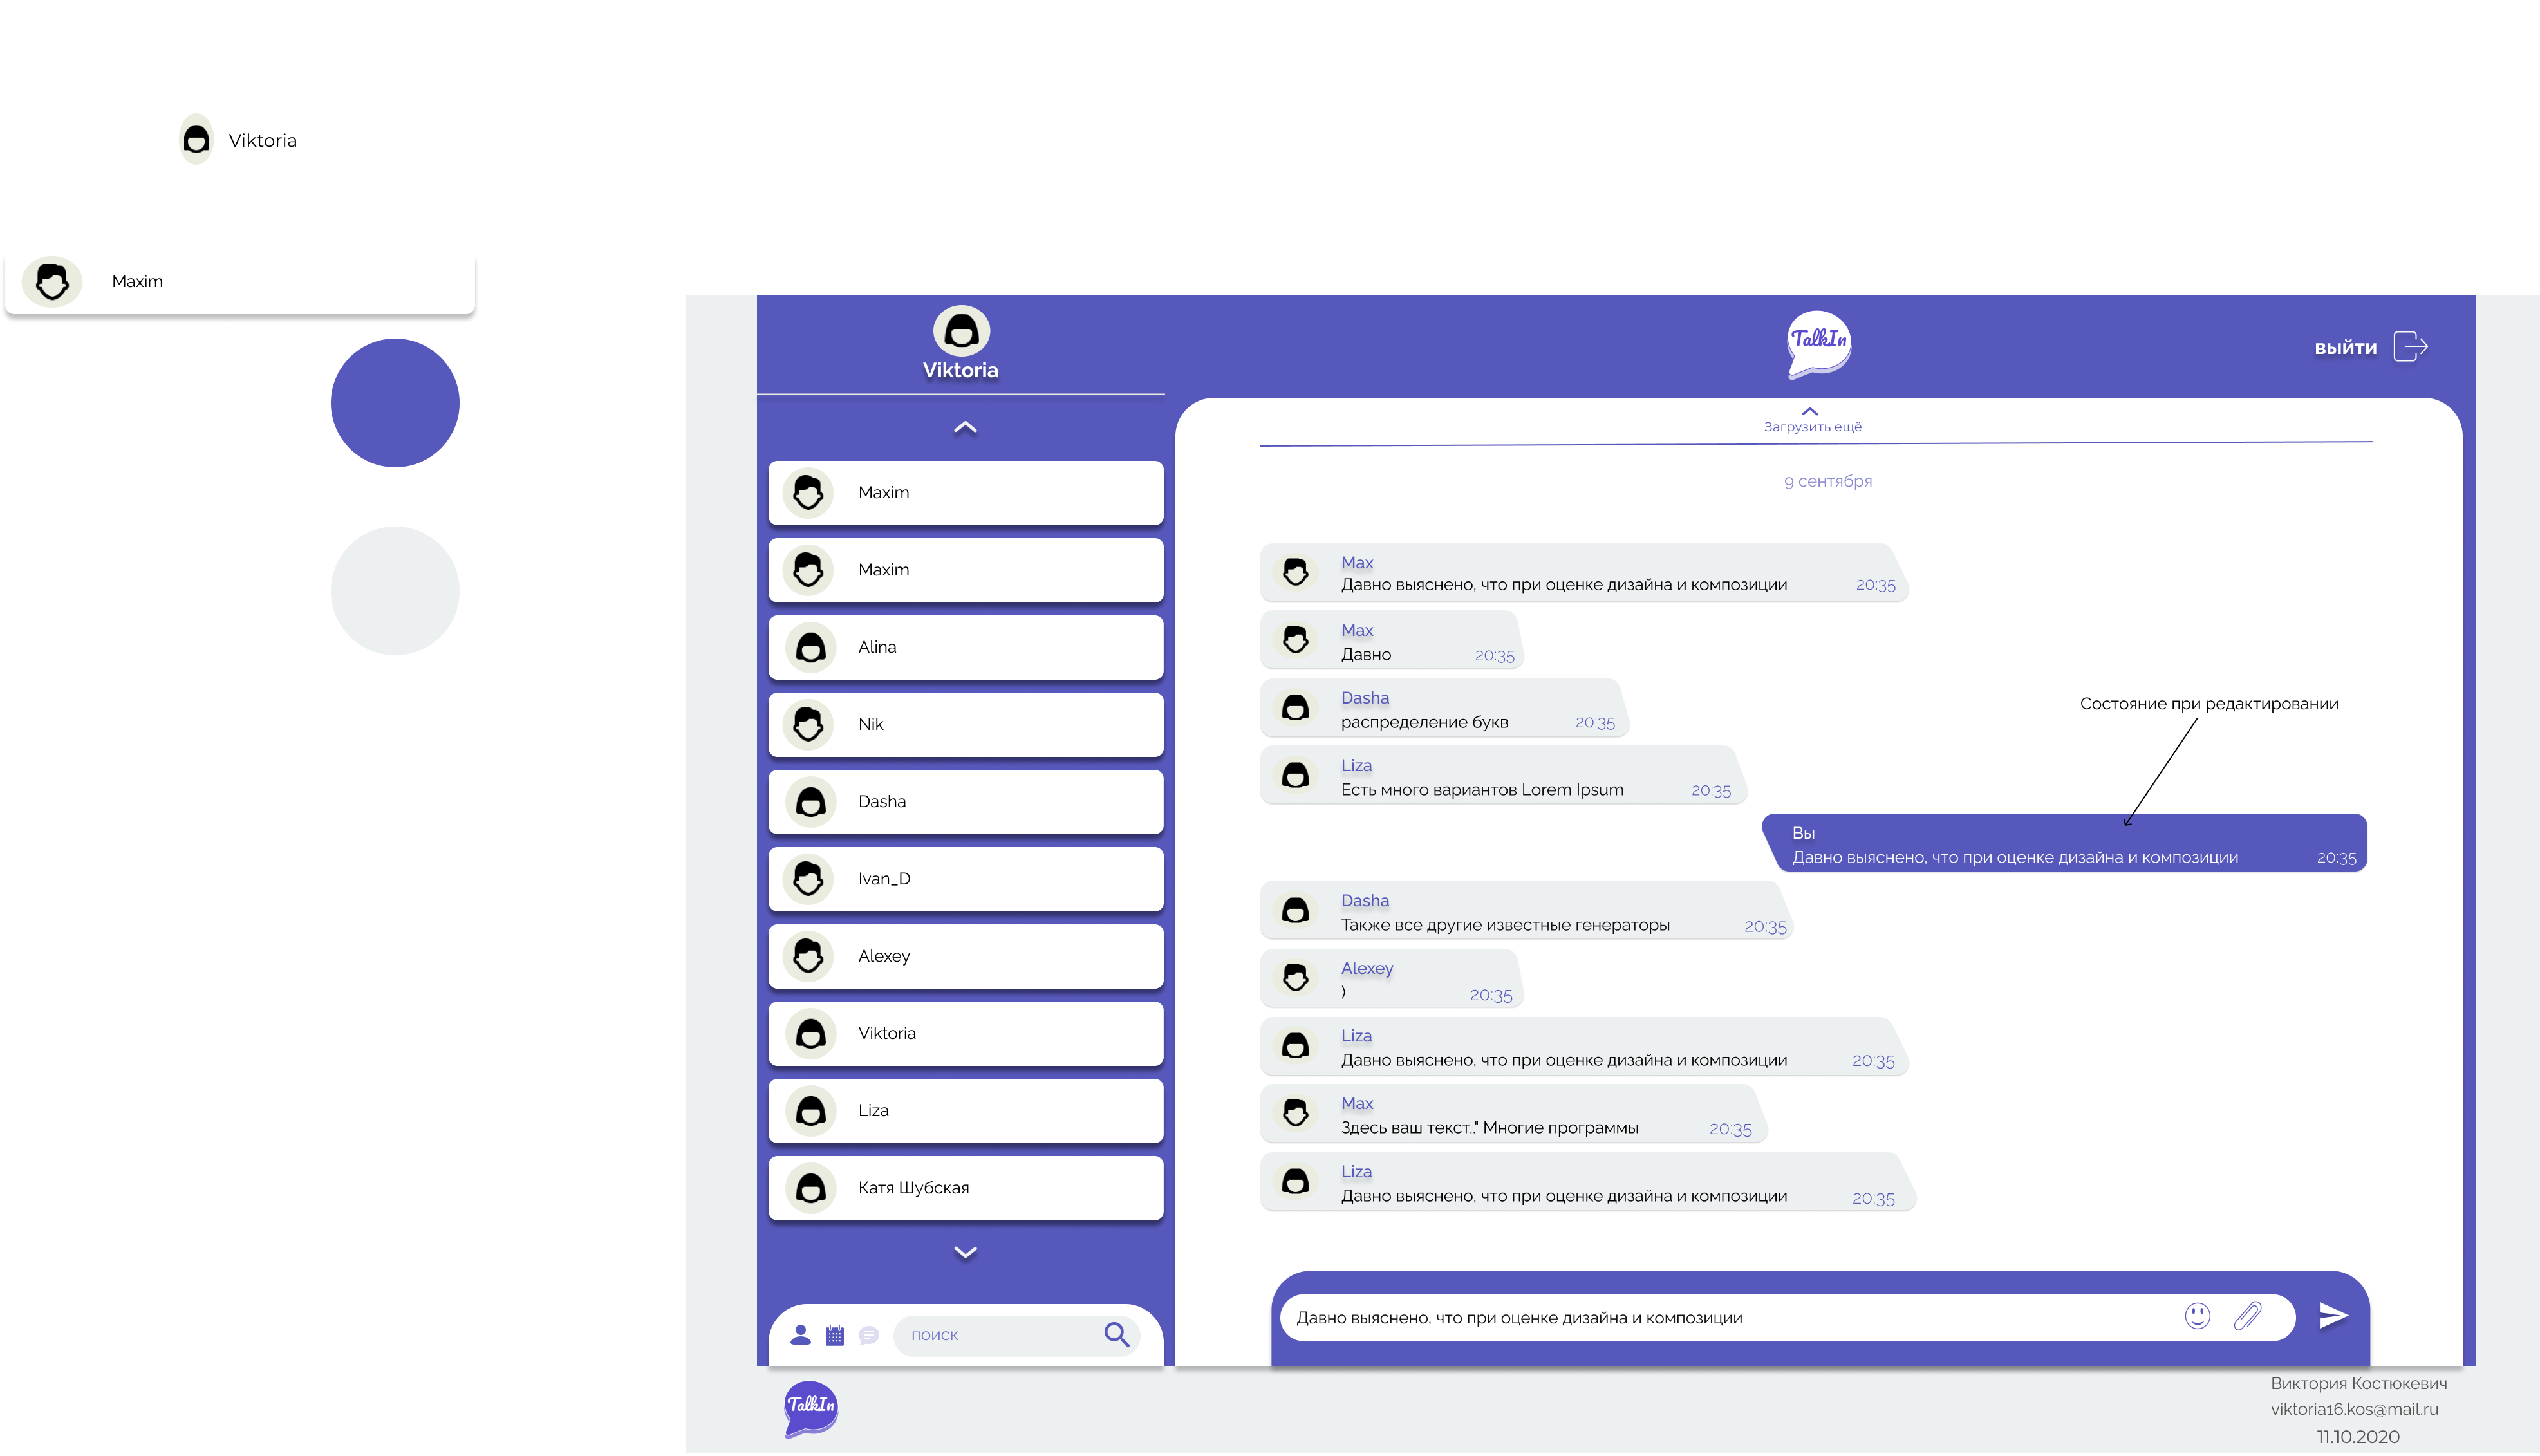 Viktoria
Maxim
Viktoria
TalkIn
выйти
Загрузить ещё
9 сентября
Maxim
Maxim
Alina
Nik
Dasha
Ivan_D
Alexey
Viktoria
Liza
Катя Шубская
поиск
Max
Давно выяснено, что при оценке дизайна и композиции 20:35
Max
Давно 20:35
Dasha
распределение букв 20:35
Liza
Есть много вариантов Lorem Ipsum 20:35
Состояние при редактировании
Вы
Давно выяснено, что при оценке дизайна и композиции 20:35
Dasha
Также все другие известные генераторы 20:35
Alexey
) 20:35
Liza
Давно выяснено, что при оценке дизайна и композиции 20:35
Max
Здесь ваш текст.." Многие программы 20:35
Liza
Давно выяснено, что при оценке дизайна и композиции 20:35
Давно выяснено, что при оценке дизайна и композиции
TalkIn
Виктория Костюкевич
viktoria16.kos@mail.ru
11.10.2020